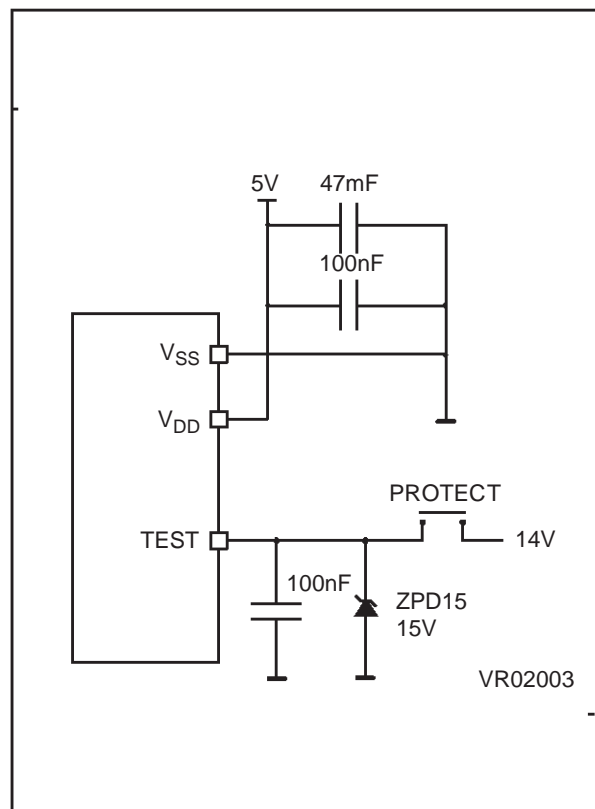 5V
47mF
100nF
VSS
VDD
PROTECT
TEST
14V
100nF
ZPD15
15V
VR02003